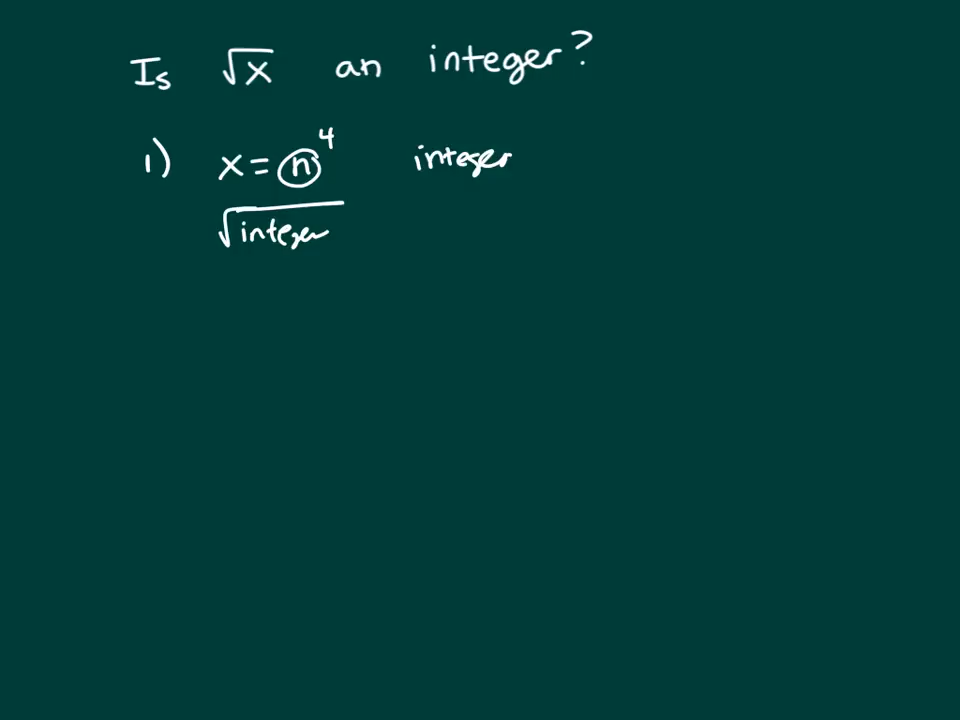 Is √x an integer?
1) x = n⁴ integer
√integer